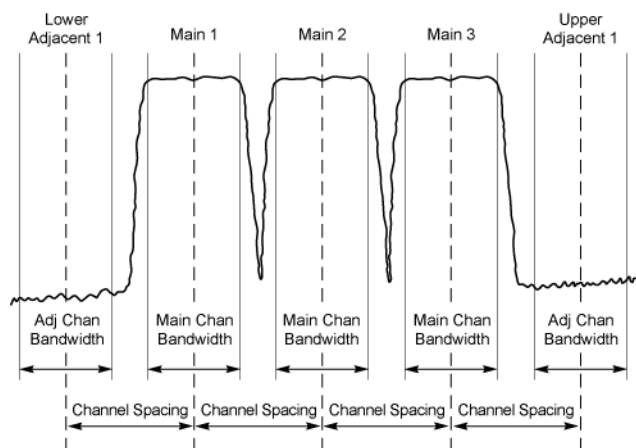 Lower
Adjacent 1
Main 1
Main 2
Main 3
Upper
Adjacent 1
Adj Chan
Bandwidth
Main Chan
Bandwidth
Main Chan
Bandwidth
Main Chan
Bandwidth
Adj Chan
Bandwidth
Channel Spacing
Channel Spacing
Channel Spacing
Channel Spacing